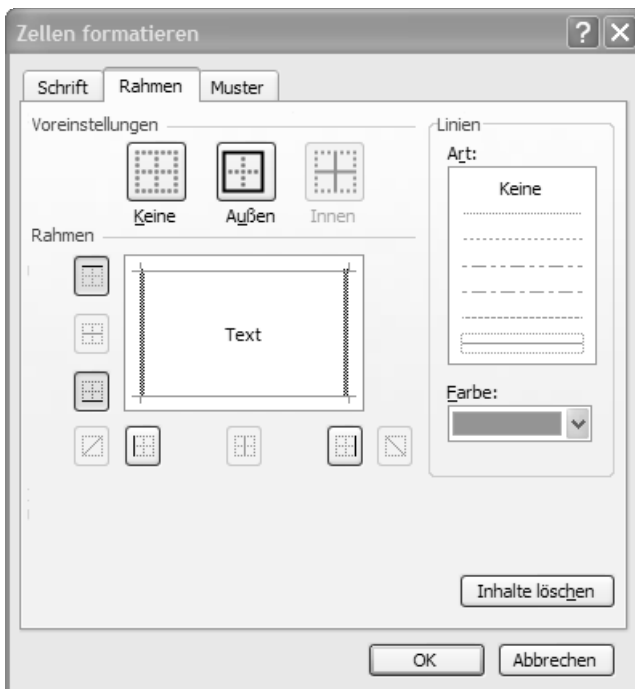 Zellen formatieren
Schrift Rahmen Muster
Voreinstellungen
Keine Außen Innen
Linien
Art:
Keine
Rahmen
Text
Farbe:
Inhalte löschen
OK Abbrechen